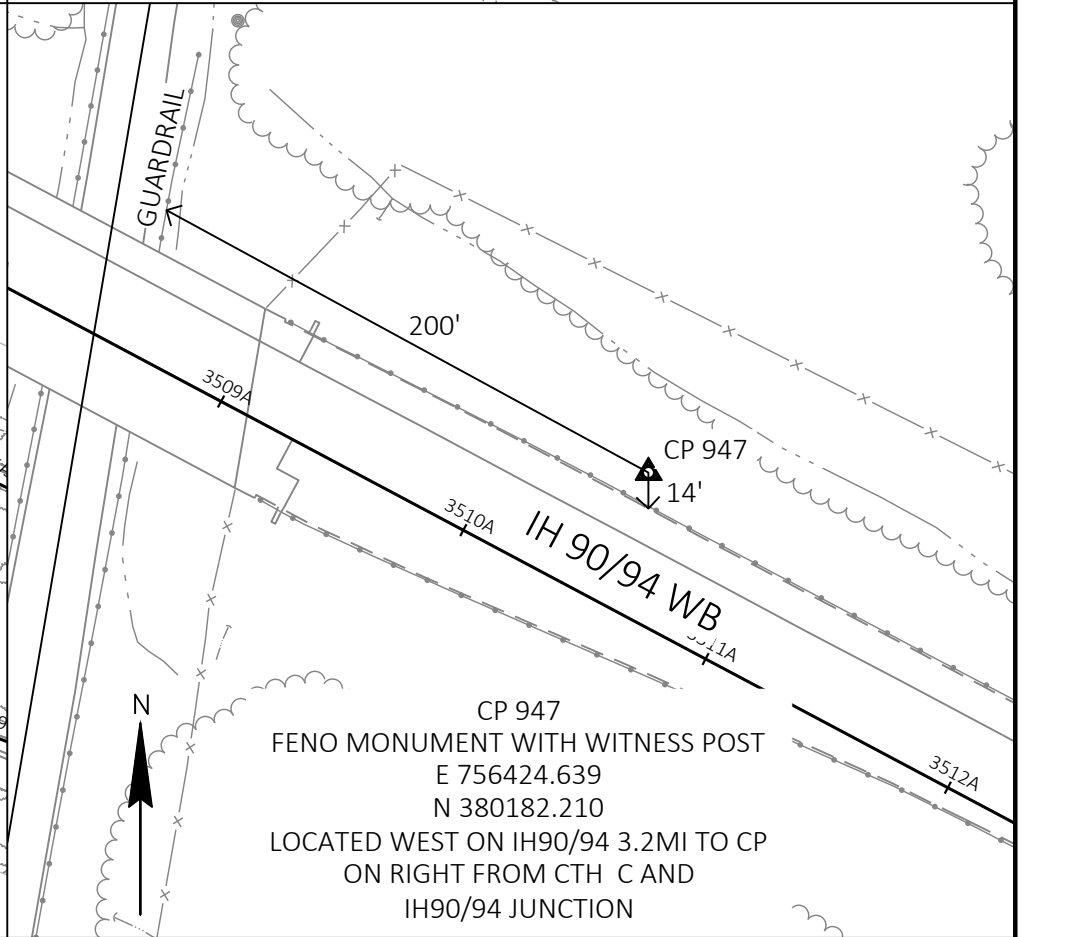 GUARDRAIL
200'
3509A
CP 947
14'
3510A
IH 90/94 WB
3512A
N
CP 947
FENO MONUMENT WITH WITNESS POST
E 756424.639
N 380182.210
LOCATED WEST ON IH90/94 3.2MI TO CP
ON RIGHT FROM CTH C AND
IH90/94 JUNCTION